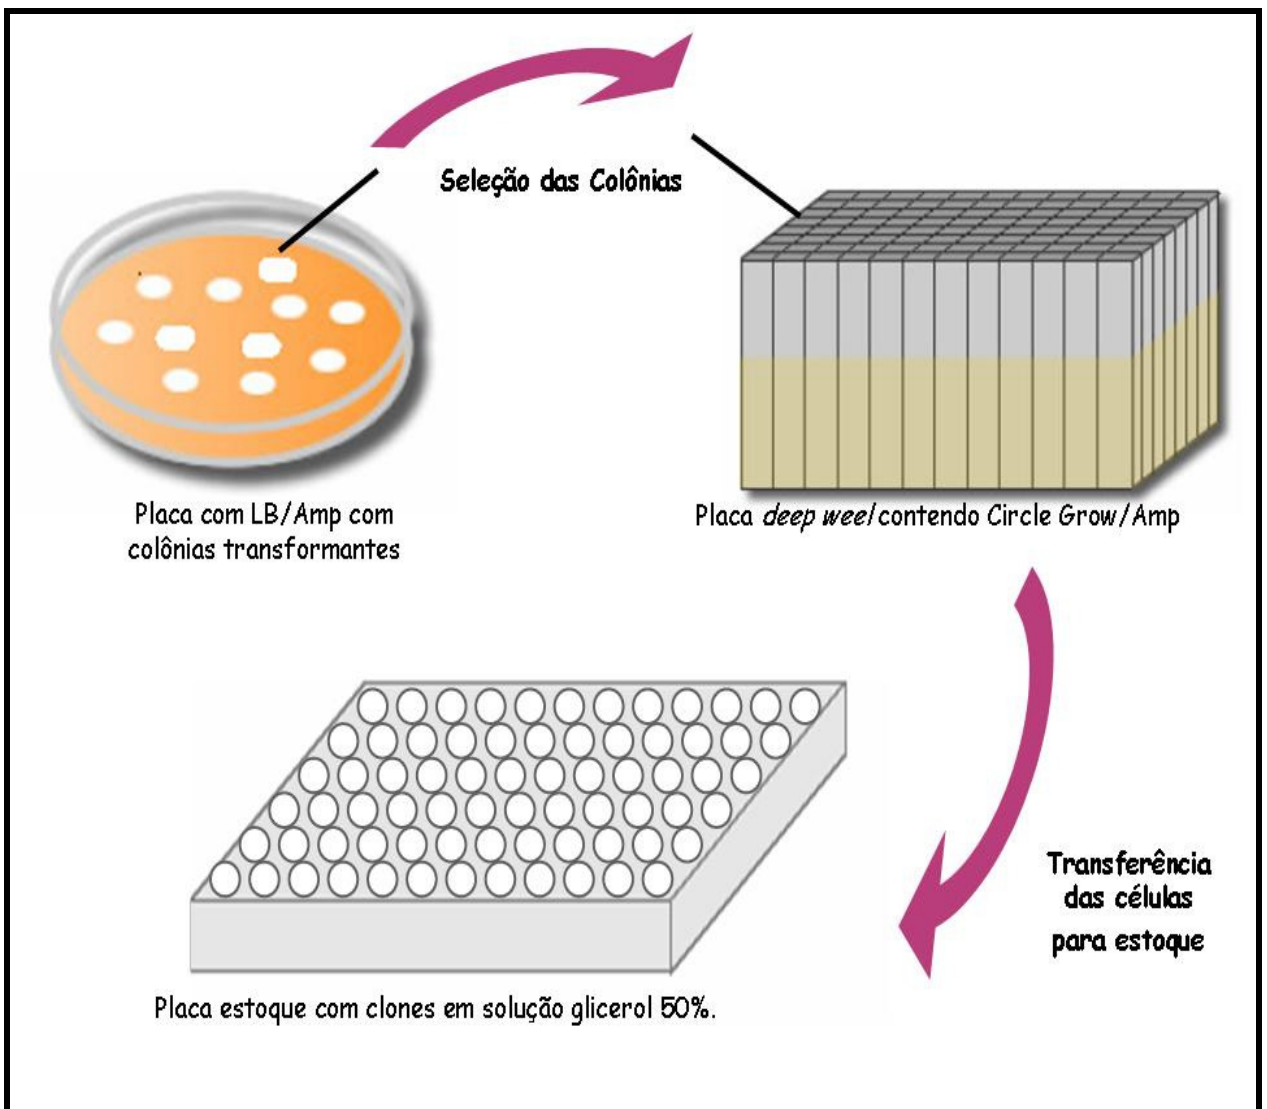 Seleção das Colônias
Placa com LB/Amp com
colônias transformantes
Placa deep weel contendo Circle Grow/Amp
Transferência
das células
para estoque
Placa estoque com clones em solução glicerol 50%.